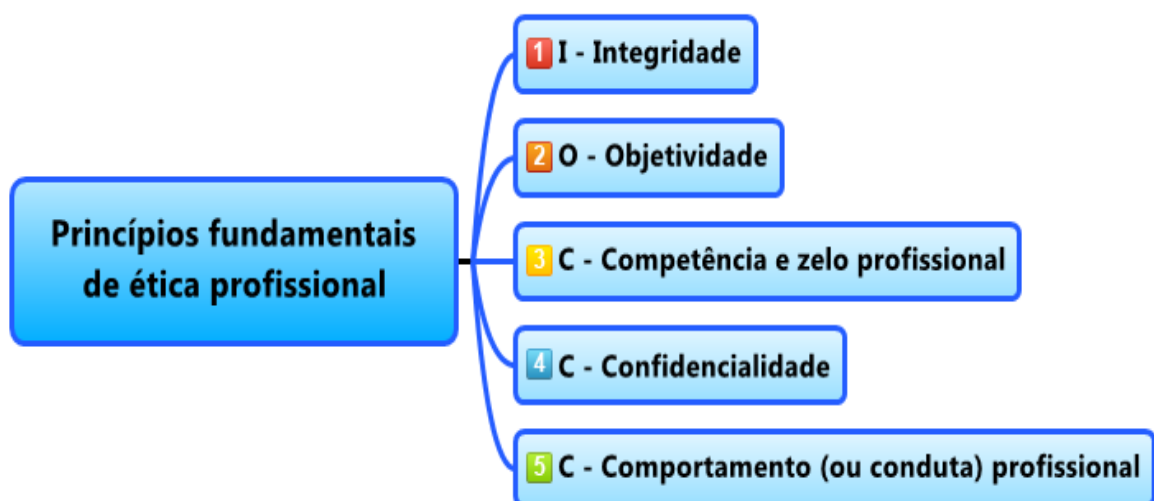 Princípios fundamentais
de ética profissional
1 I - Integridade
2 O - Objetividade
3 C - Competência e zelo profissional
4 C - Confidencialidade
5 C - Comportamento (ou conduta) profissional